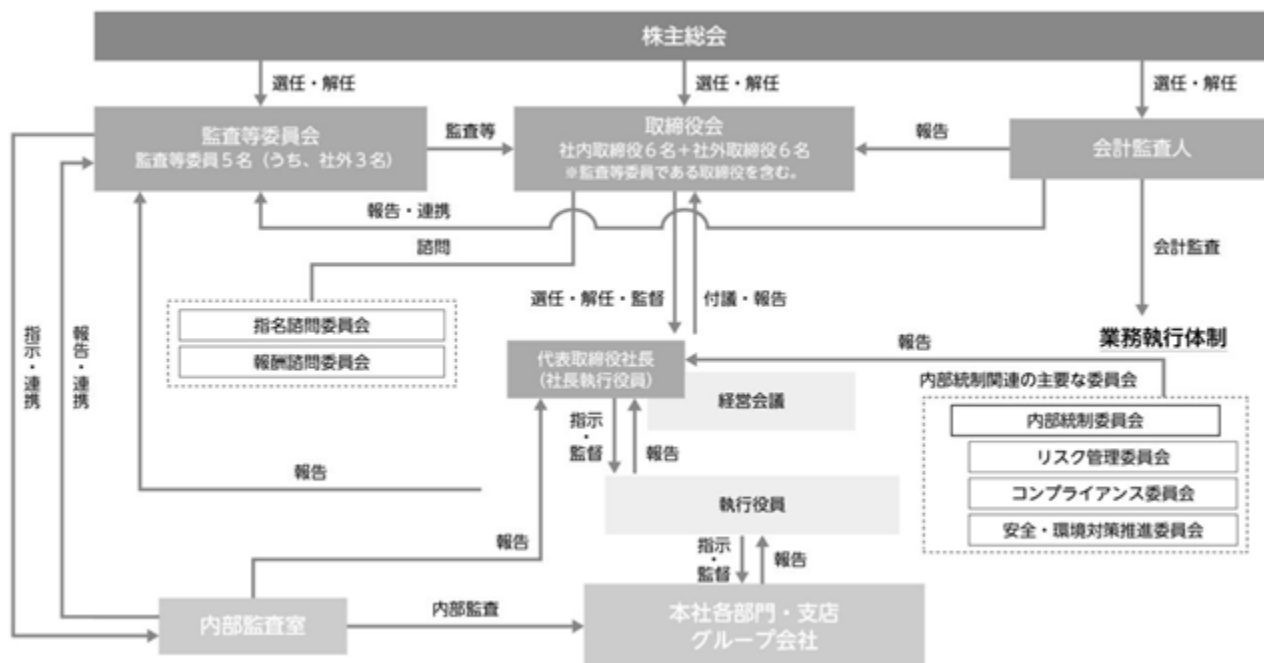 株主総会
選任・解任
選任・解任
選任・解任
監査等委員会
監査等委員5名(うち、社外3名)
監査等
取締役会
社内取締役6名+社外取締役6名
※監査等委員である取締役を含む。
報告
会計監査人
報告・連携
諮問
会計監査
選任・解任・監督
付議・報告
指名諮問委員会
報酬諮問委員会
指示・連携
報告・連携
業務執行体制
代表取締役社長
(社長執行役員)
報告
内部統制関連の主要な委員会
経営会議
内部統制委員会
リスク管理委員会
コンプライアンス委員会
安全・環境対策推進委員会
指示
・
監督
報告
報告
執行役員
報告
指示
・
監督
報告
内部監査室
内部監査
本社各部門・支店
グループ会社